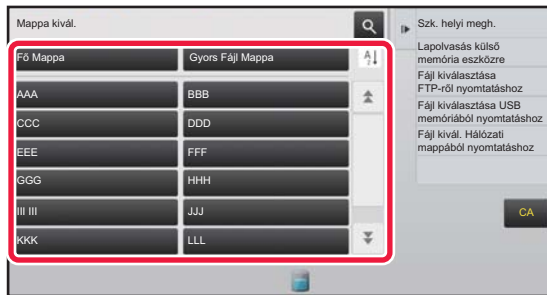 Mappa kivál.
Fő Mappa
Gyors Fájl Mappa
AAA
BBB
CCC
DDD
EEE
FFF
GGG
HHH
III III
JJJ
KKK
LLL
Szk. helyi megh.
Lapolvasás külső
memória eszközre
Fájl kiválasztása
FTP-ről nyomtatáshoz
Fájl kiválasztása USB
memóriából nyomtatáshoz
Fájl kivál. Hálózati
mappából nyomtatáshoz
CA